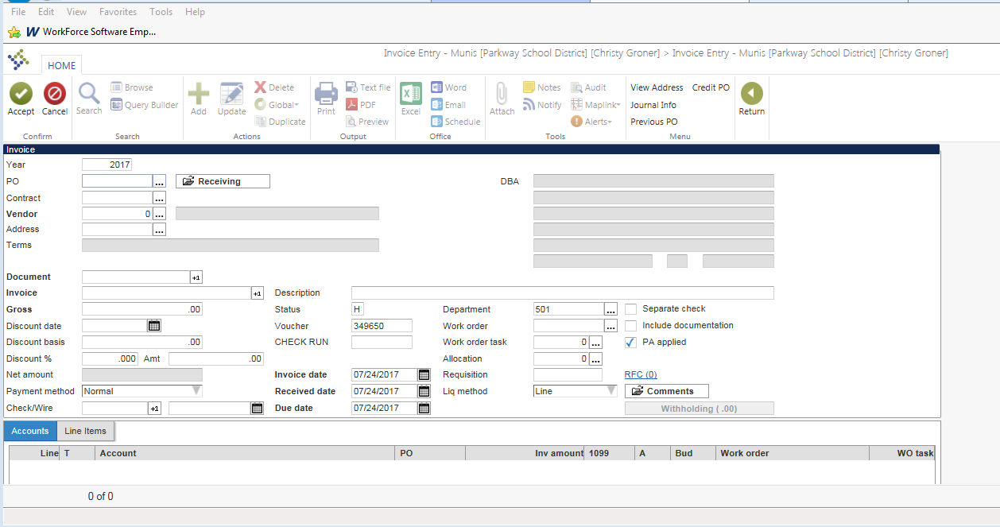 File Edit View Favorites Tools Help
W WorkForce Software Emp...
HOME
Invoice Entry - Munis [Parkway School District] [Christy Groner] > Invoice Entry - Munis [Parkway School District] [Christy Groner]
Browse Delete Text file Word Notes Audit View Address Credit PO
Query Builder Global PDF Email Notify Maplink Journal Info
Accept Cancel Search Add Update Print Excel Attach Return
Duplicate Preview Schedule Alerts Previous PO
Confirm Search Actions Output Office Tools Menu
Invoice
Year 2017
PO ... Receiving DBA
Contract ...
Vendor 0 ...
Address ...
Terms
Document +1
Invoice +1 Description
Gross .00 Status H Department 501 ... Separate check
Discount date Voucher 349650 Work order ... Include documentation
Discount basis .00 CHECK RUN Work order task 0 ... PA applied
Discount % .000 Amt .00 Allocation 0 ...
Net amount Invoice date 07/24/2017 Requisition RFC (0)
Payment method Normal Received date 07/24/2017 Liq method Line Comments
Check/Wire +1 Due date 07/24/2017 Withholding ( .00)
Accounts Line Items
Line T Account PO Inv amount 1099 A Bud Work order WO task
0 of 0